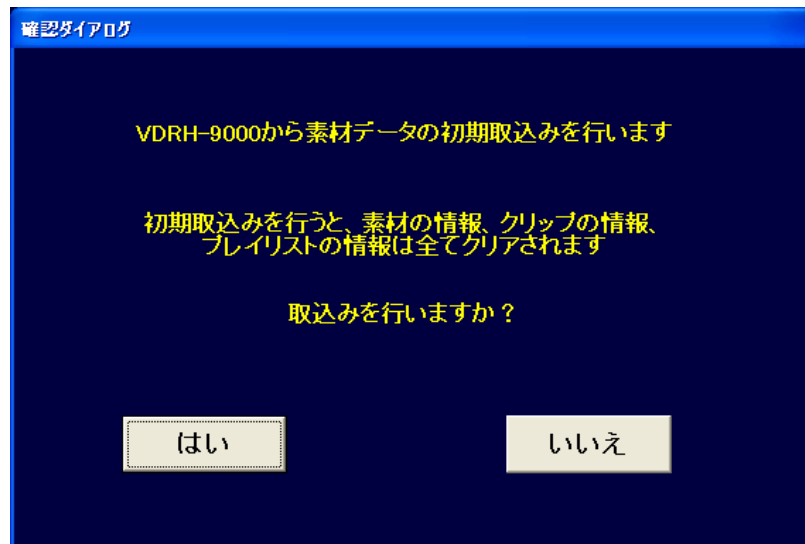 確認ダイアログ
VDRH-9000から素材データの初期取込みを行います
初期取込みを行うと、素材の情報、クリップの情報、
プレイリストの情報は全てクリアされます
取込みを行いますか？
はい
いいえ